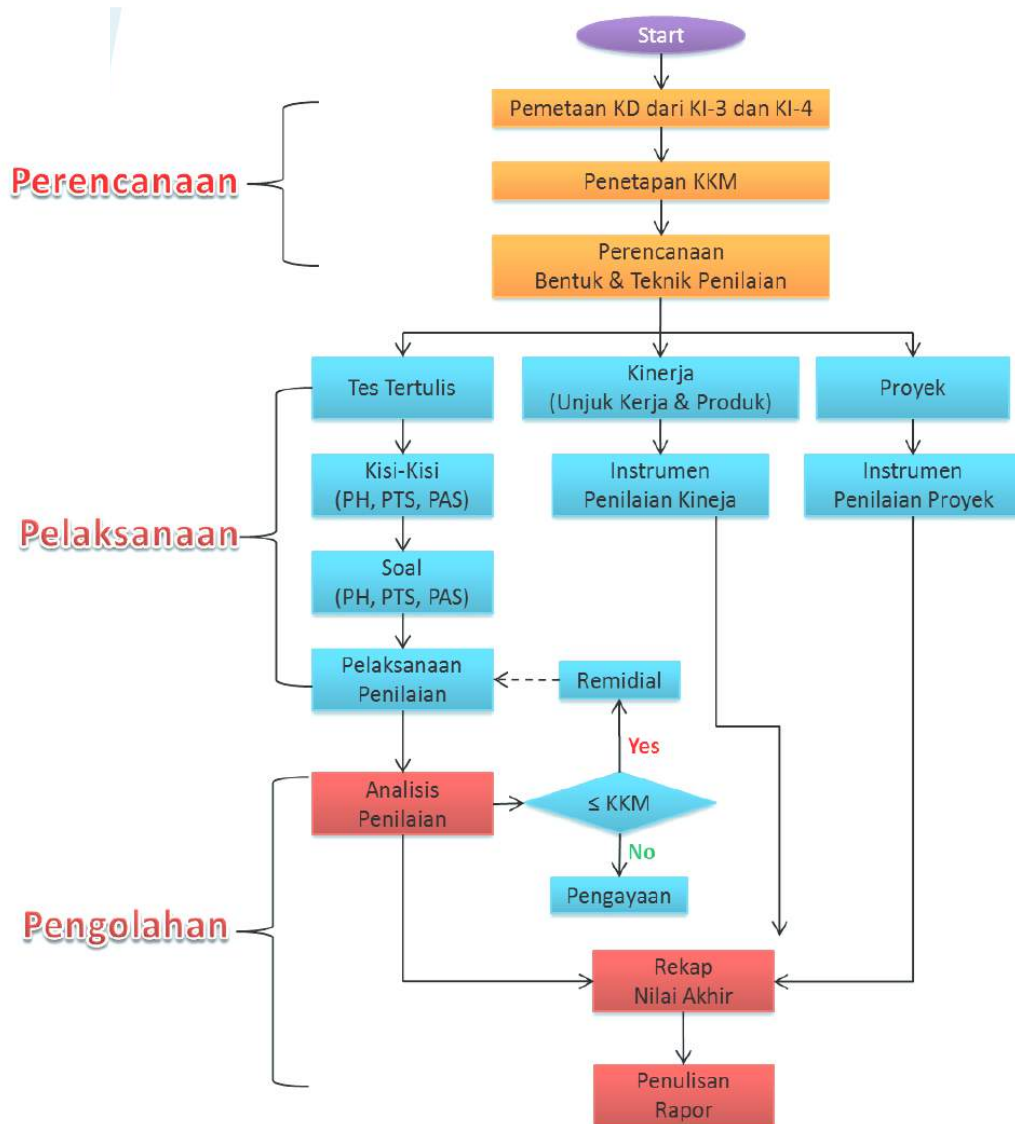 Start
Pemetaan KD dari KI-3 dan KI-4
Perencanaan
Penetapan KKM
Perencanaan
Bentuk & Teknik Penilaian
Tes Tertulis
Kinerja
(Unjuk Kerja & Produk)
Proyek
Kisi-Kisi
(PH, PTS, PAS)
Instrumen
Penilaian Kineja
Instrumen
Penilaian Proyek
Pelaksanaan
Soal
(PH, PTS, PAS)
Pelaksanaan
Penilaian
Remidial
Yes
Analisis
Penilaian
≤ KKM
No
Pengayaan
Pengolahan
Rekap
Nilai Akhir
Penulisan
Rapor